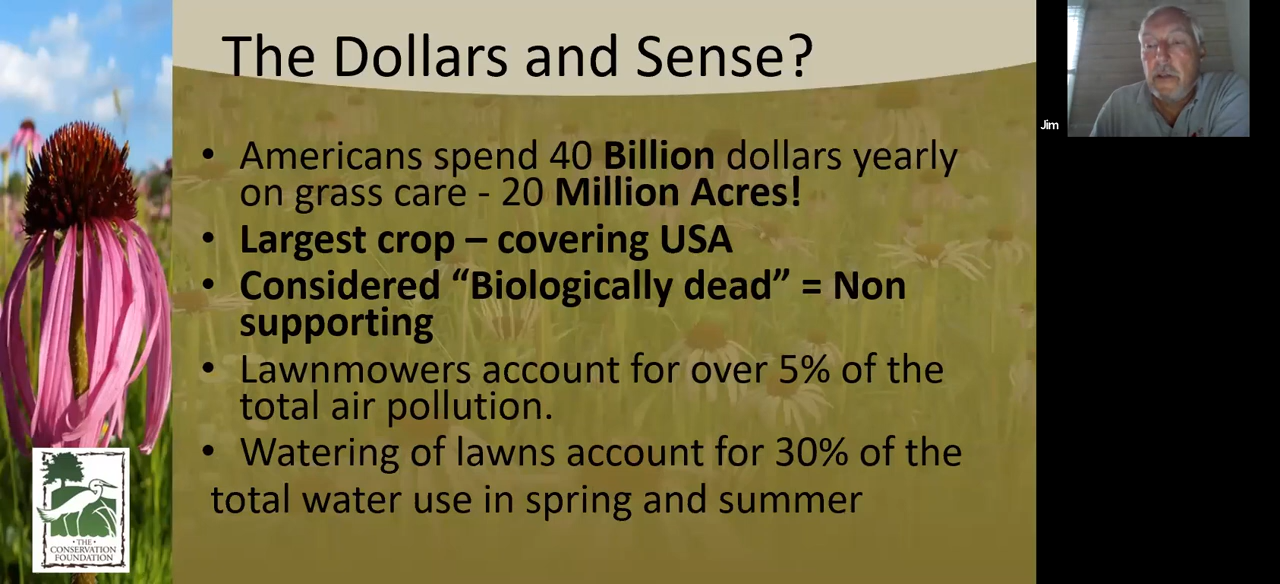 The Dollars and Sense?
• Americans spend 40 Billion dollars yearly
on grass care - 20 Million Acres!
• Largest crop – covering USA
• Considered “Biologically dead” = Non
supporting
• Lawnmowers account for over 5% of the
total air pollution.
• Watering of lawns account for 30% of the
total water use in spring and summer
• THE •
CONSERVATION
FOUNDATION
Jim